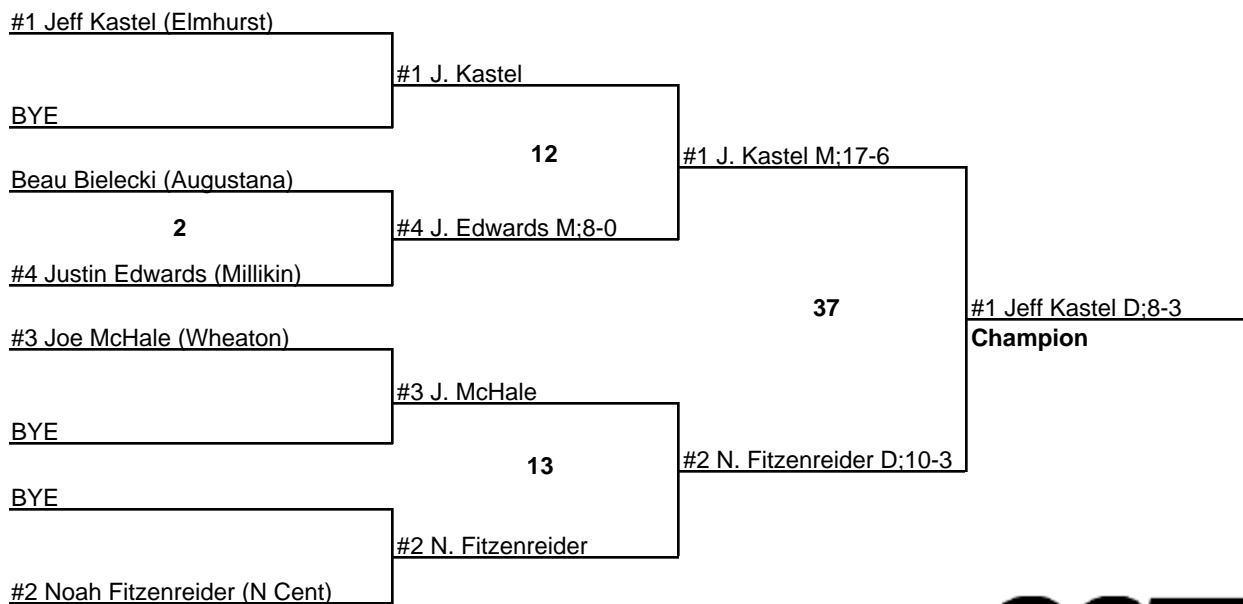 #1 Jeff Kastel (Elmhurst)
#1 J. Kastel
BYE
12
#1 J. Kastel M;17-6
Beau Bielecki (Augustana)
2
#4 J. Edwards M;8-0
#4 Justin Edwards (Millikin)
37
#1 Jeff Kastel D;8-3
Champion
#3 Joe McHale (Wheaton)
#3 J. McHale
BYE
13
#2 N. Fitzenreider D;10-3
BYE
#2 N. Fitzenreider
#2 Noah Fitzenreider (N Cent)